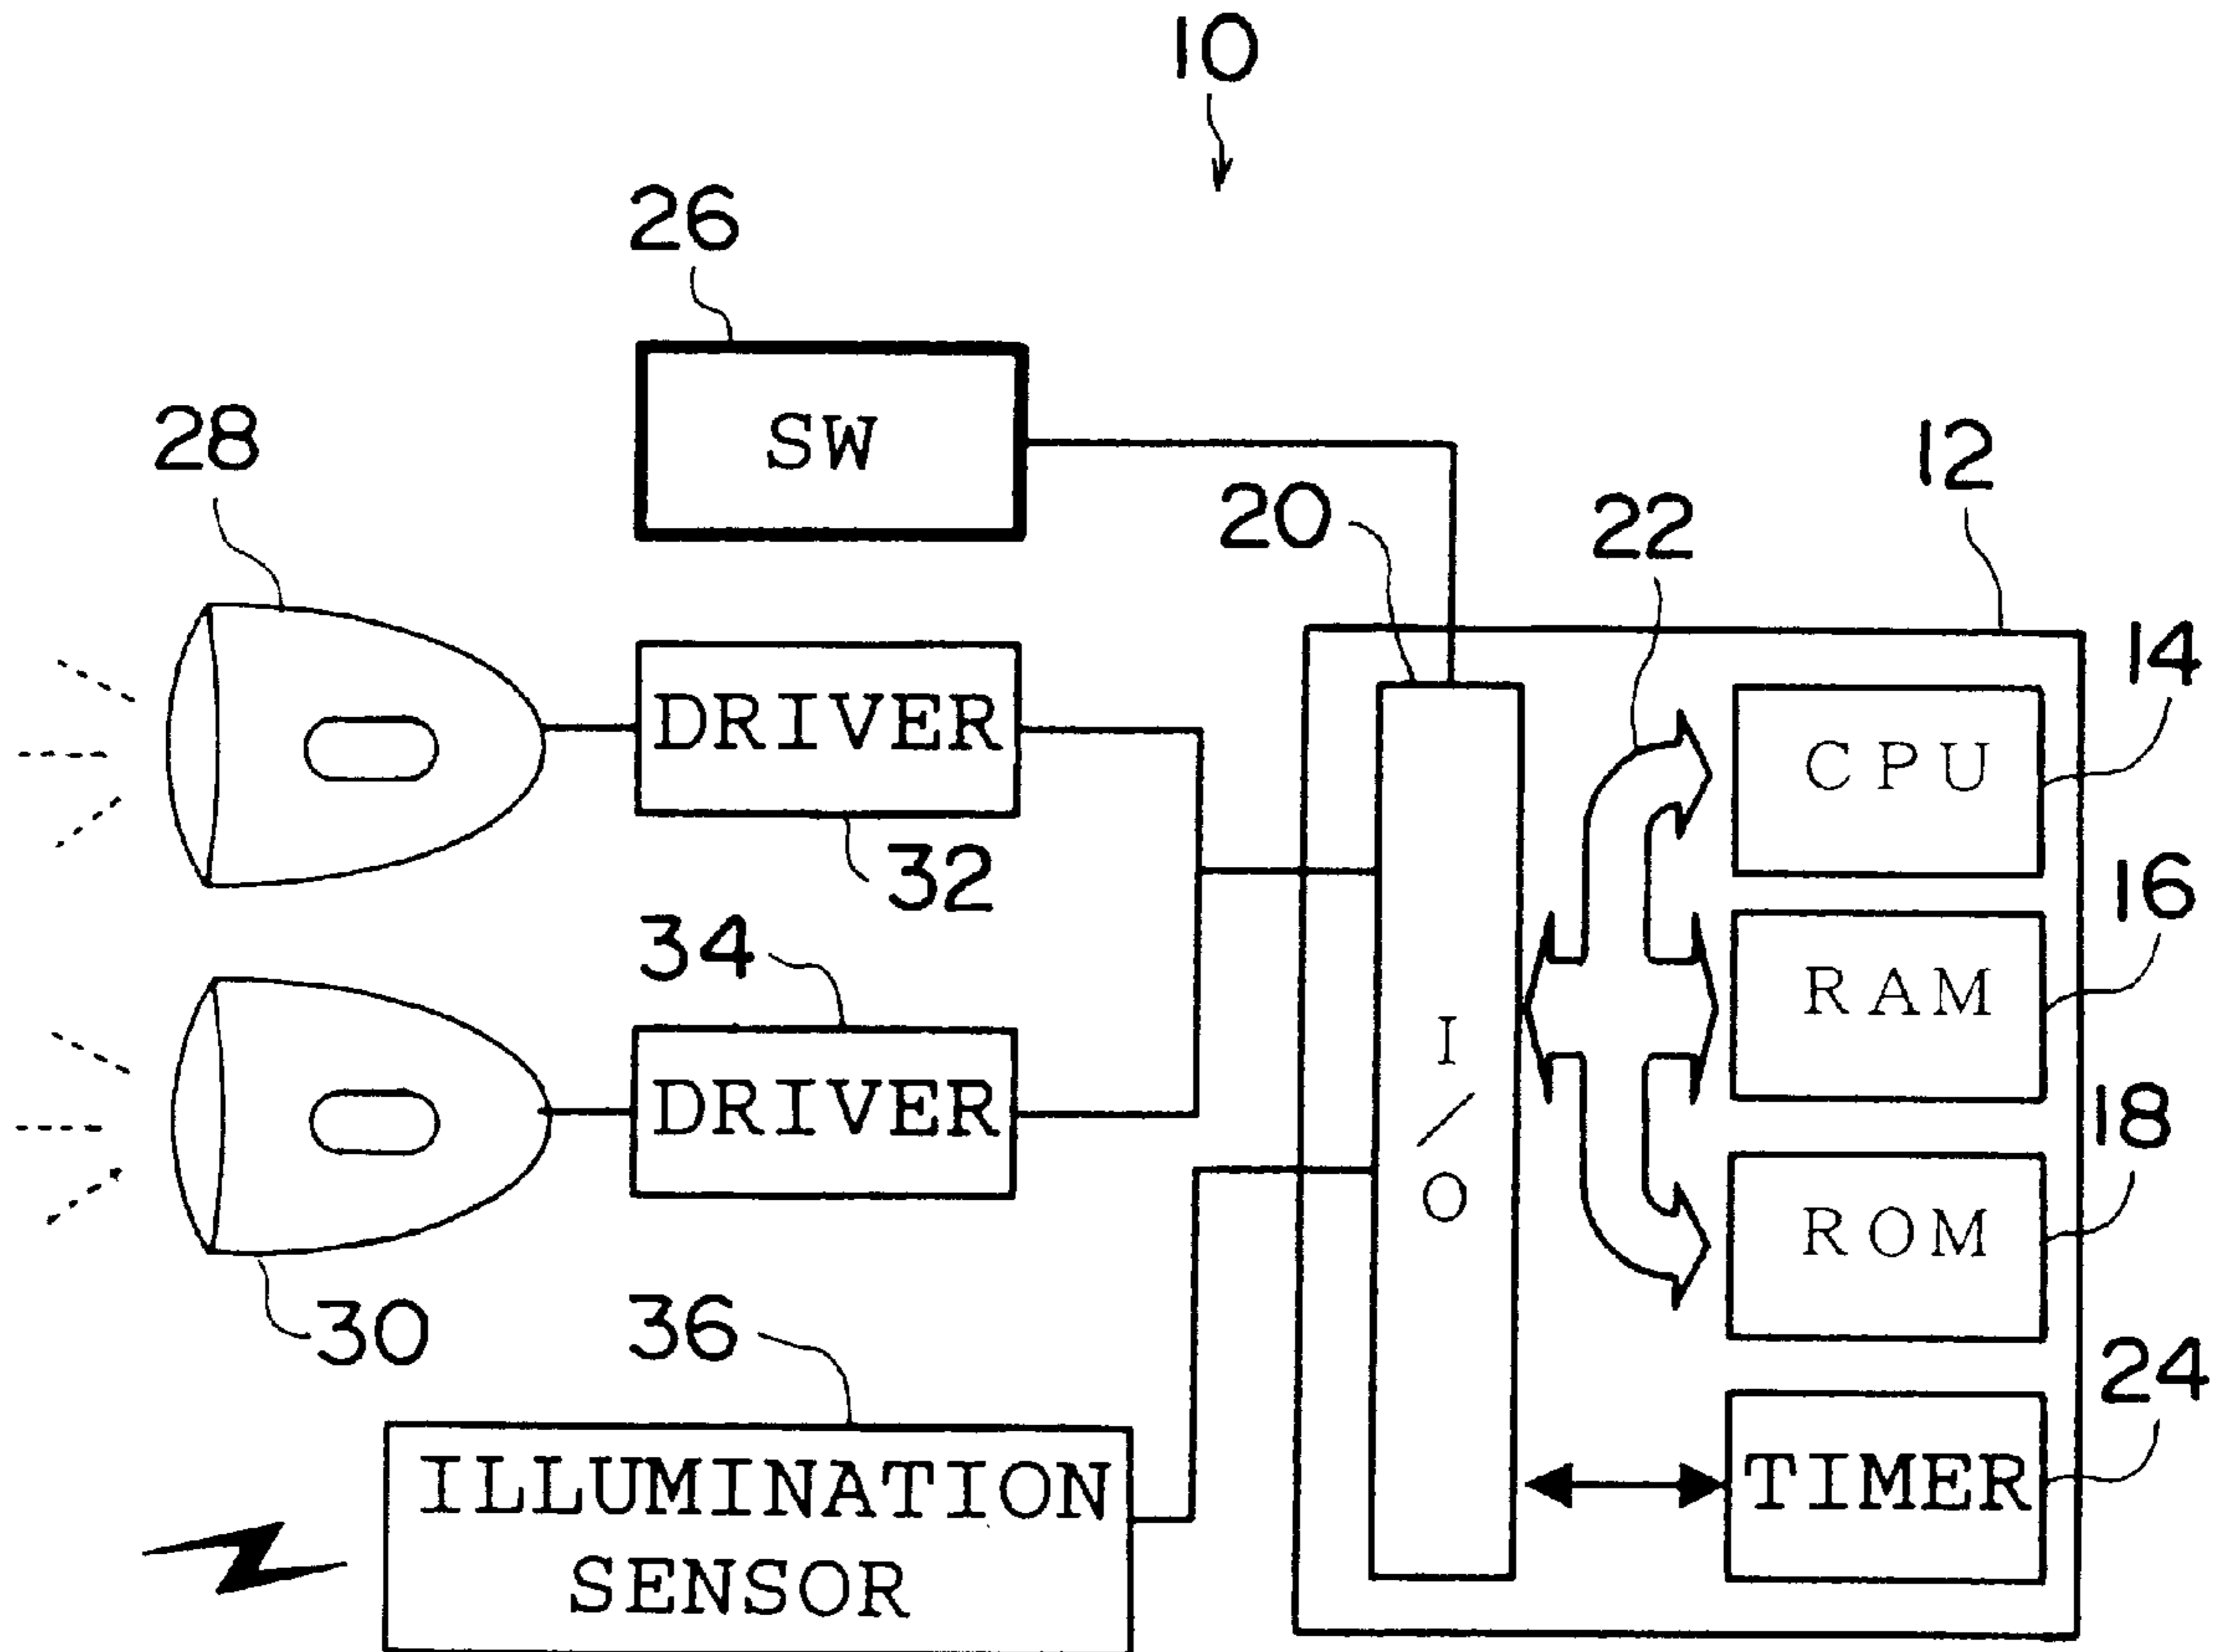 10
26
SW
28
12
20
22
14
DRIVER
CPU
32
16
34
RAM
DRIVER
I/O
18
ROM
30
36
24
ILLUMINATION
SENSOR
TIMER